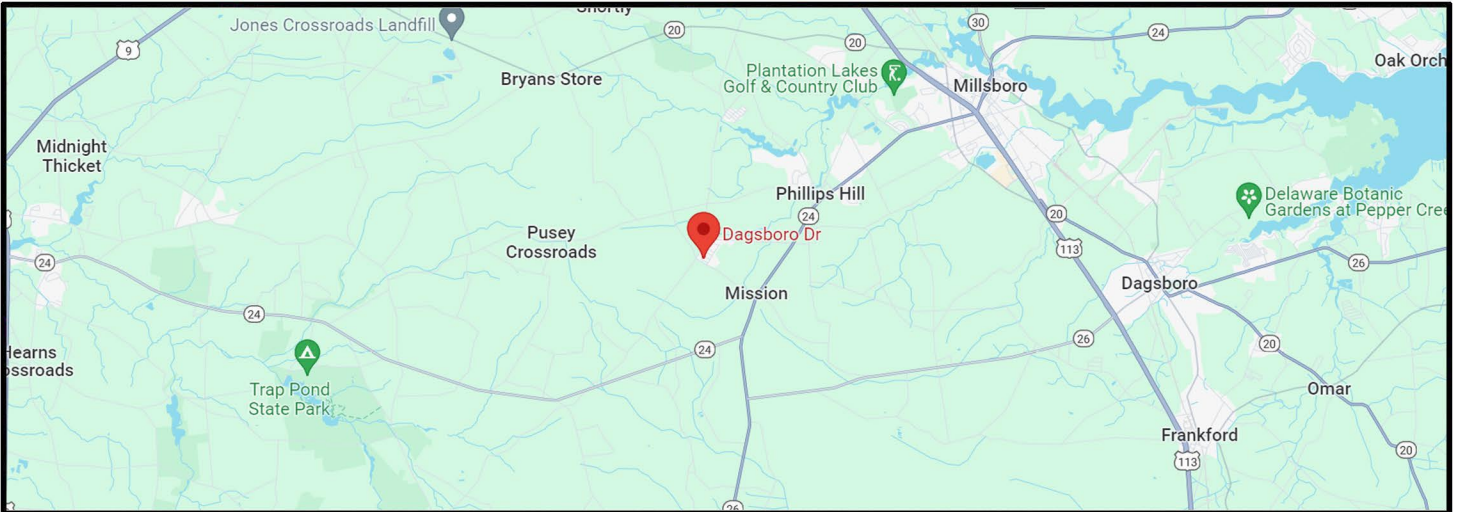 Jones Crossroads Landfill
20
30
24
9
20
Oak Orch
Bryans Store
Plantation Lakes
Golf & Country Club
Millsboro
Midnight
Thicket
Phillips Hill
Delaware Botanic
Gardens at Pepper Cree
24
20
Dagsboro Dr
Pusey
Crossroads
113
24
26
Dagsboro
Mission
24
26
20
24
Hearns
ossroads
Trap Pond
State Park
Omar
Frankford
20
113
26